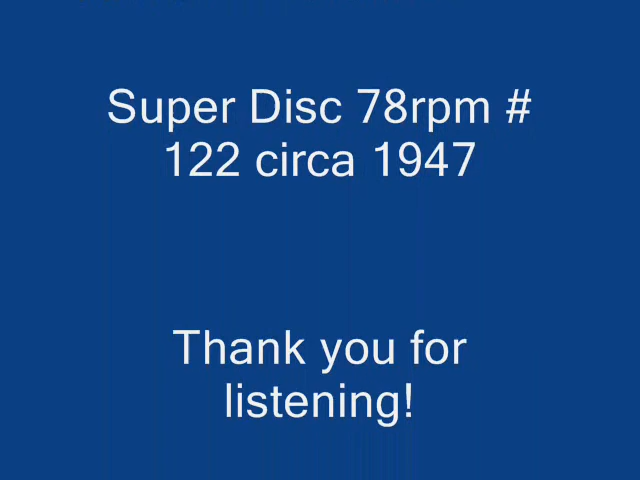 Super Disc 78rpm #
122 circa 1947
Thank you for
listening!